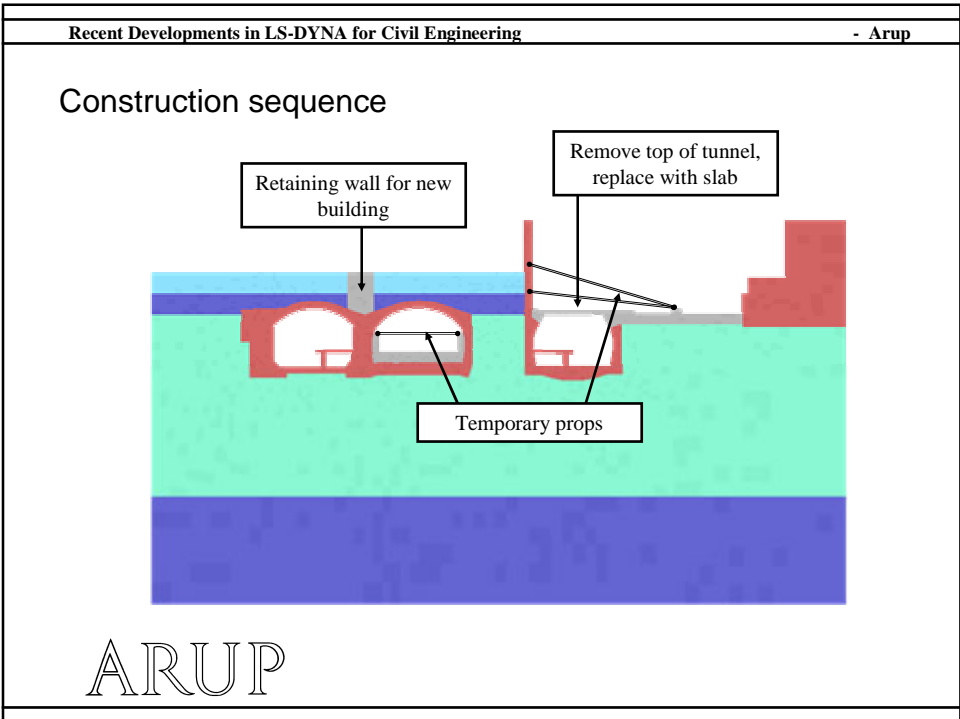 Recent Developments in LS-DYNA for Civil Engineering - Arup
Construction sequence
Remove top of tunnel,
replace with slab
Retaining wall for new
building
Temporary props
ARUP